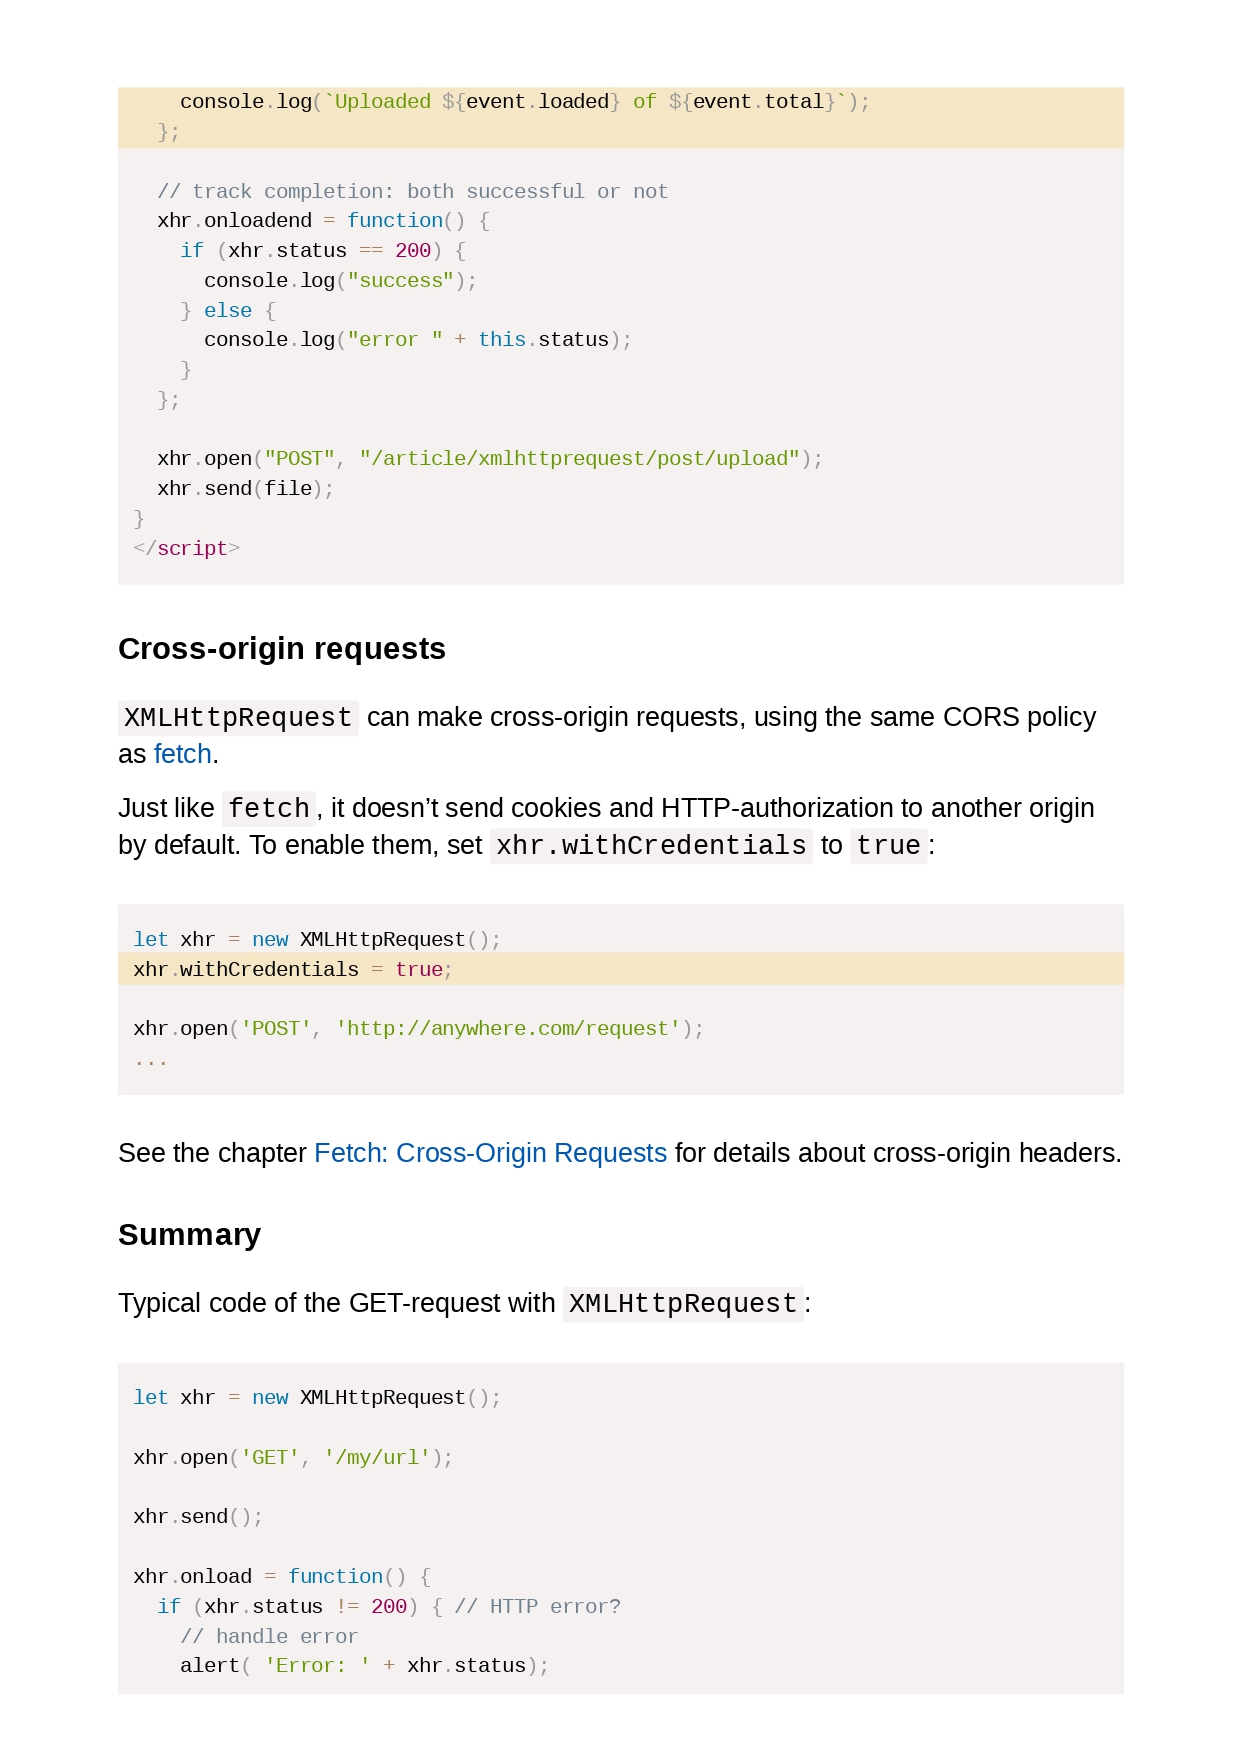 console.log(`Uploaded ${event.loaded} of ${event.total}`);
  };

  // track completion: both successful or not
  xhr.onloadend = function() {
    if (xhr.status == 200) {
      console.log("success");
    } else {
      console.log("error " + this.status);
    }
  };

  xhr.open("POST", "/article/xmlhttprequest/post/upload");
  xhr.send(file);
}
</script>
Cross-origin requests
XMLHttpRequest can make cross-origin requests, using the same CORS policy
as fetch.
Just like fetch, it doesn’t send cookies and HTTP-authorization to another origin
by default. To enable them, set xhr.withCredentials to true:
let xhr = new XMLHttpRequest();
xhr.withCredentials = true;

xhr.open('POST', 'http://anywhere.com/request');
...
See the chapter Fetch: Cross-Origin Requests for details about cross-origin headers.
Summary
Typical code of the GET-request with XMLHttpRequest:
let xhr = new XMLHttpRequest();

xhr.open('GET', '/my/url');

xhr.send();

xhr.onload = function() {
  if (xhr.status != 200) { // HTTP error?
    // handle error
    alert( 'Error: ' + xhr.status);